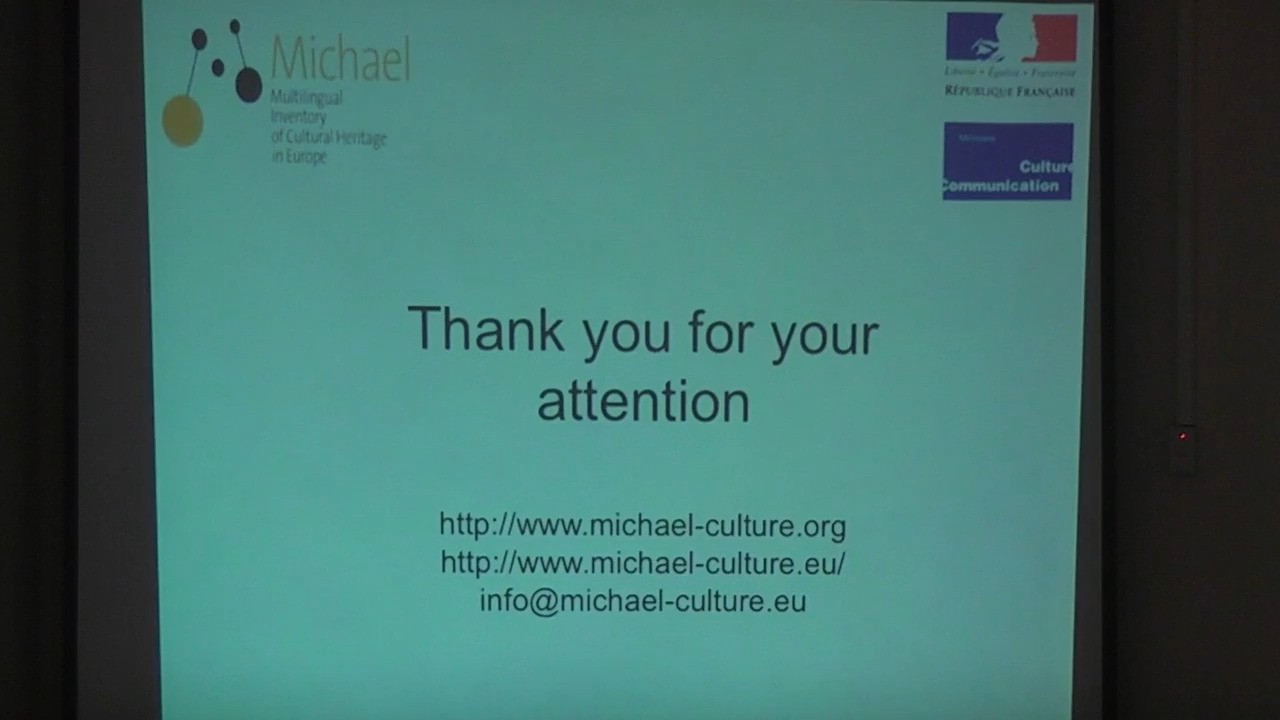 Michael
Multilingual
Inventory
of Cultural Heritage
in Europe
Liberté • Égalité • Fraternité
RÉPUBLIQUE FRANÇAISE
Culture
Communication
Thank you for your
attention
http://www.michael-culture.org
http://www.michael-culture.eu/
info@michael-culture.eu